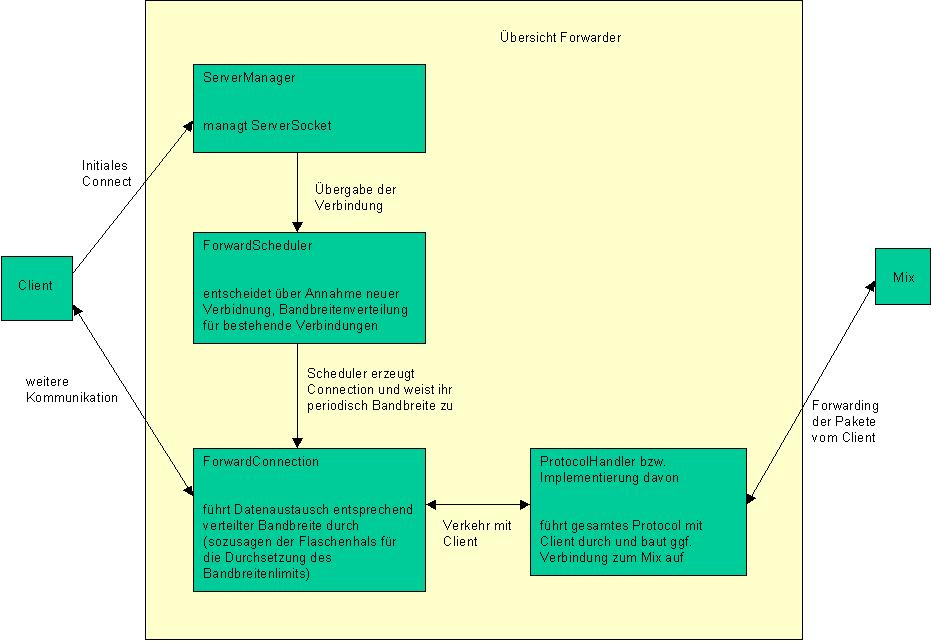 Übersicht Forwarder
ServerManager
managt ServerSocket
Initiales
Connect
Übergabe der
Verbindung
ForwardScheduler
entscheidet über Annahme neuer
Verbidnung, Bandbreitenverteilung
für bestehende Verbindungen
Client
Mix
Scheduler erzeugt
Connection und weist ihr
periodisch Bandbreite zu
weitere
Kommunikation
Forwarding
der Pakete
vom Client
ForwardConnection
führt Datenaustausch entsprechend
verteilter Bandbreite durch
(sozusagen der Flaschenhals für
die Durchsetzung des
Bandbreitenlimits)
Verkehr mit
Client
ProtocolHandler bzw.
Implementierung davon
führt gesamtes Protocol mit
Client durch und baut ggf.
Verbindung zum Mix auf